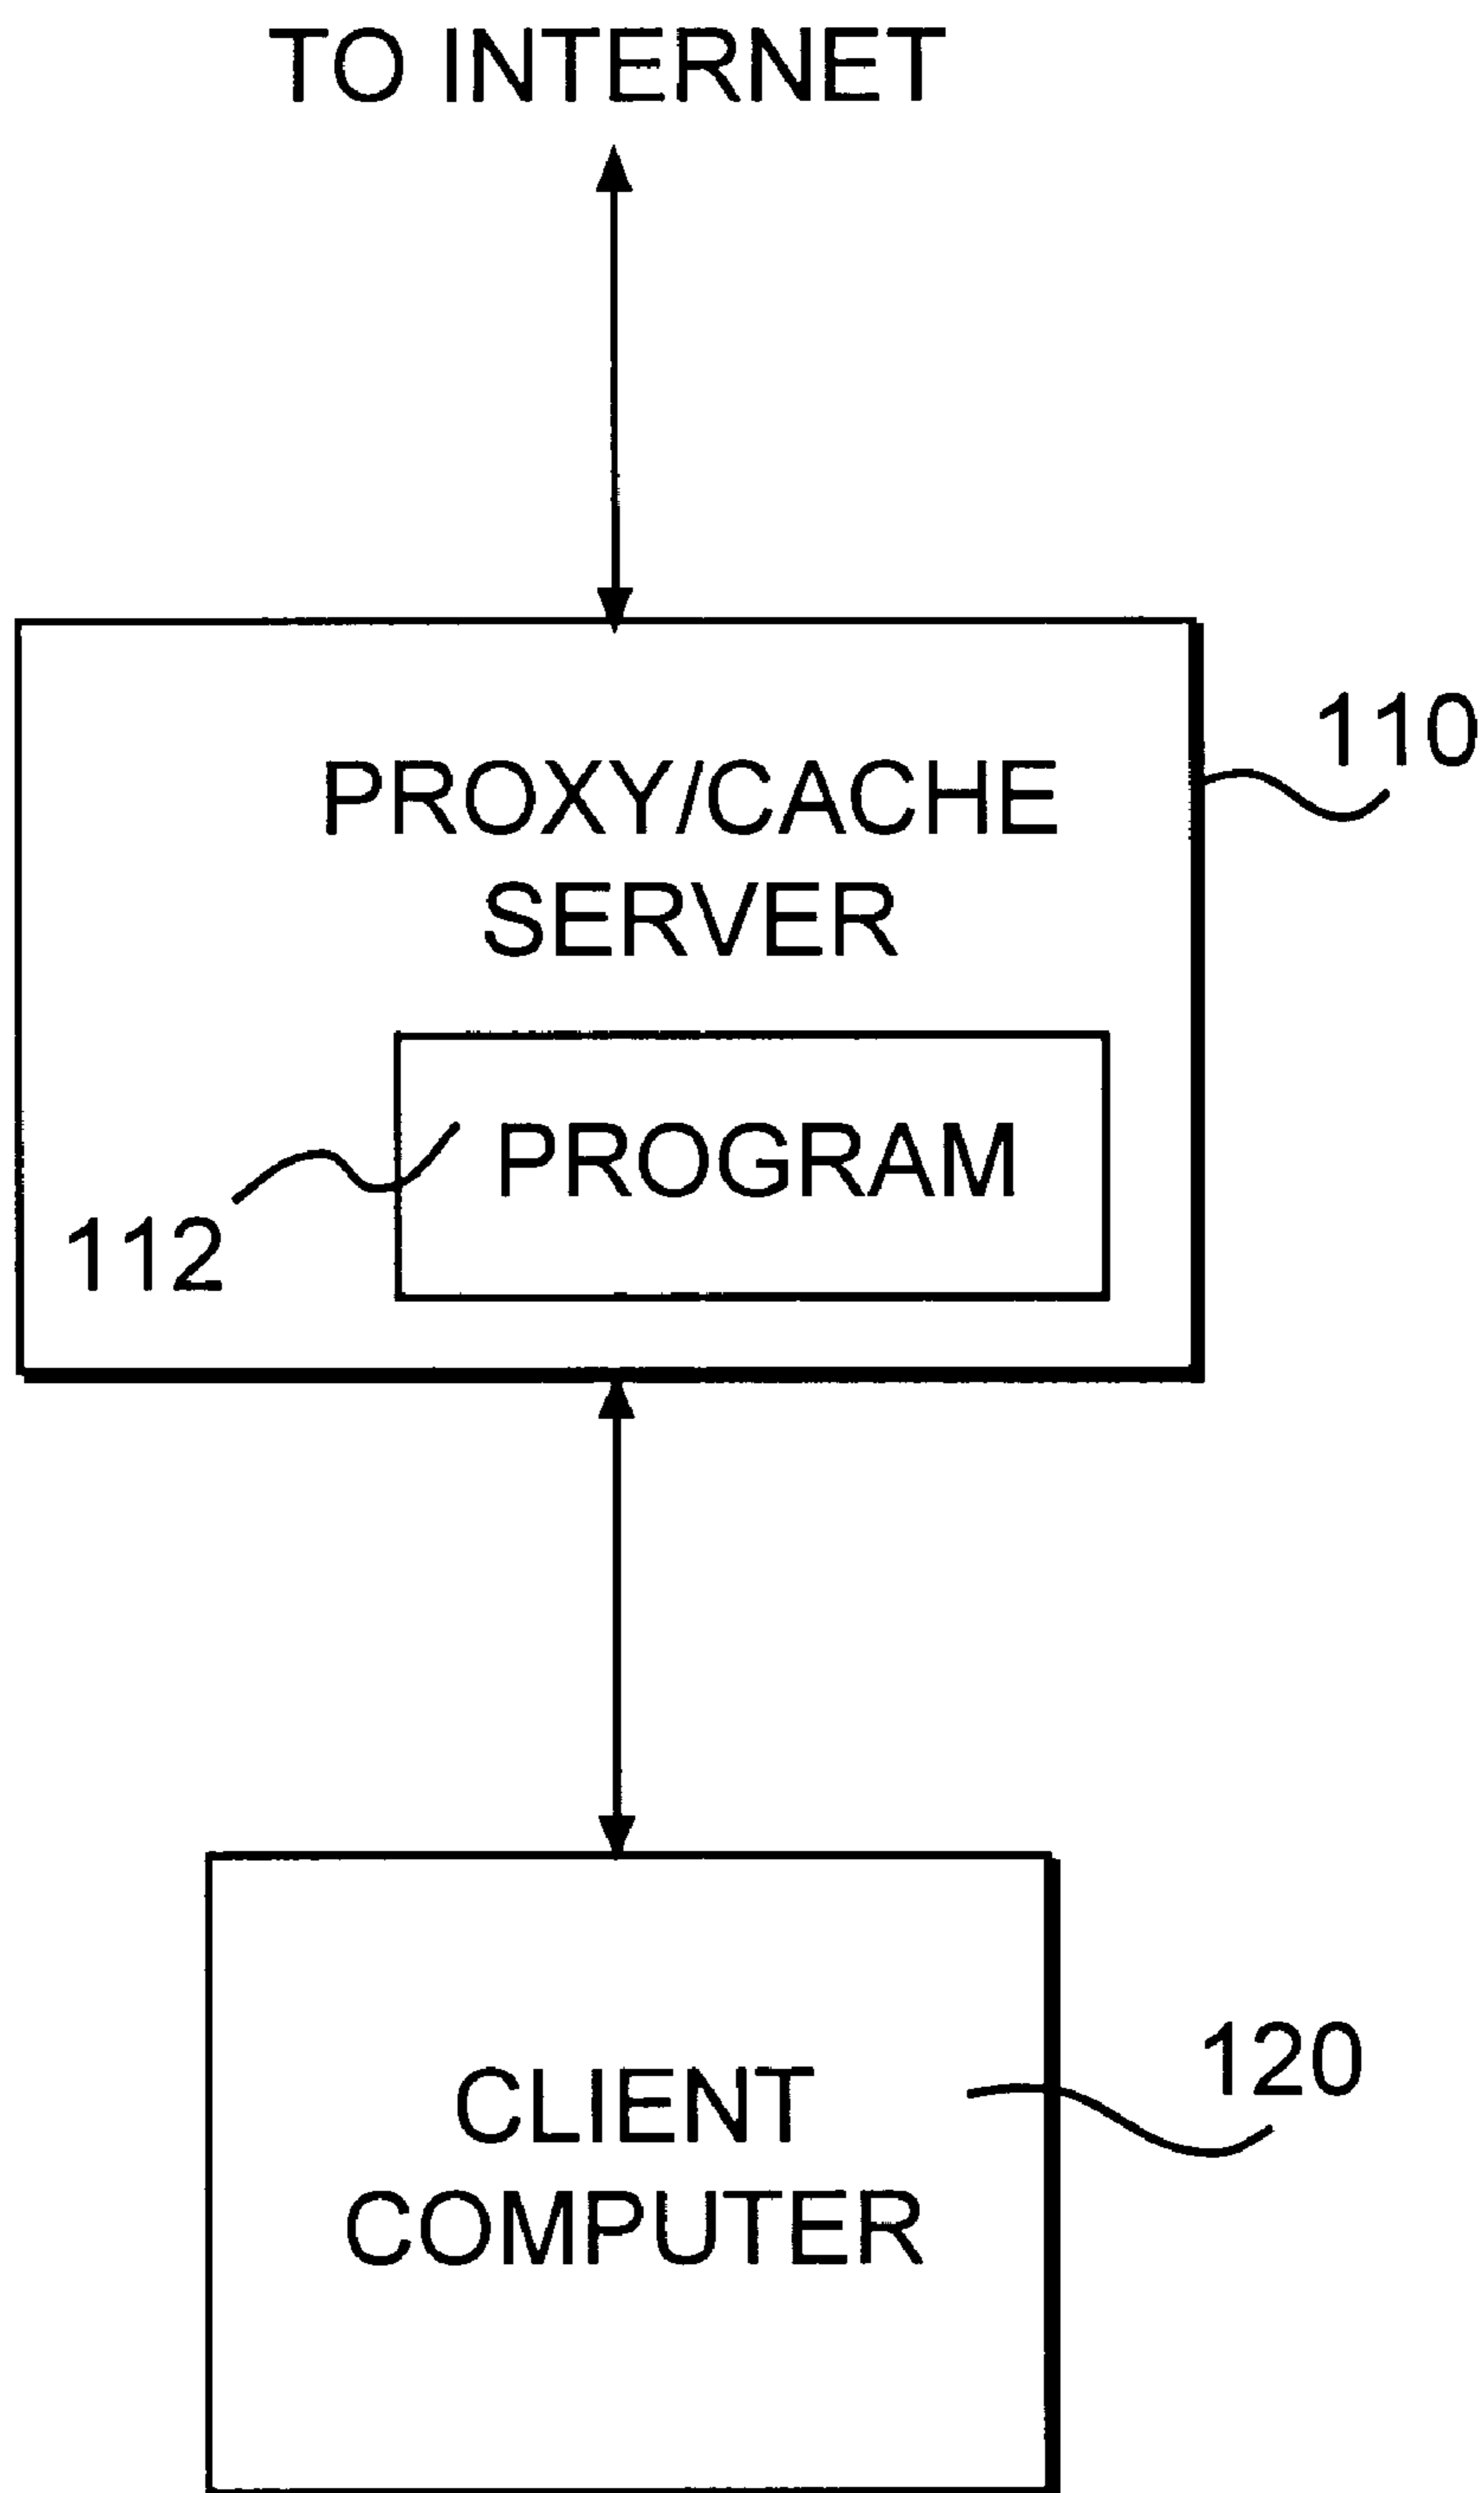 TO INTERNET
110
PROXY/CACHE
SERVER
PROGRAM
112
120
CLIENT
COMPUTER